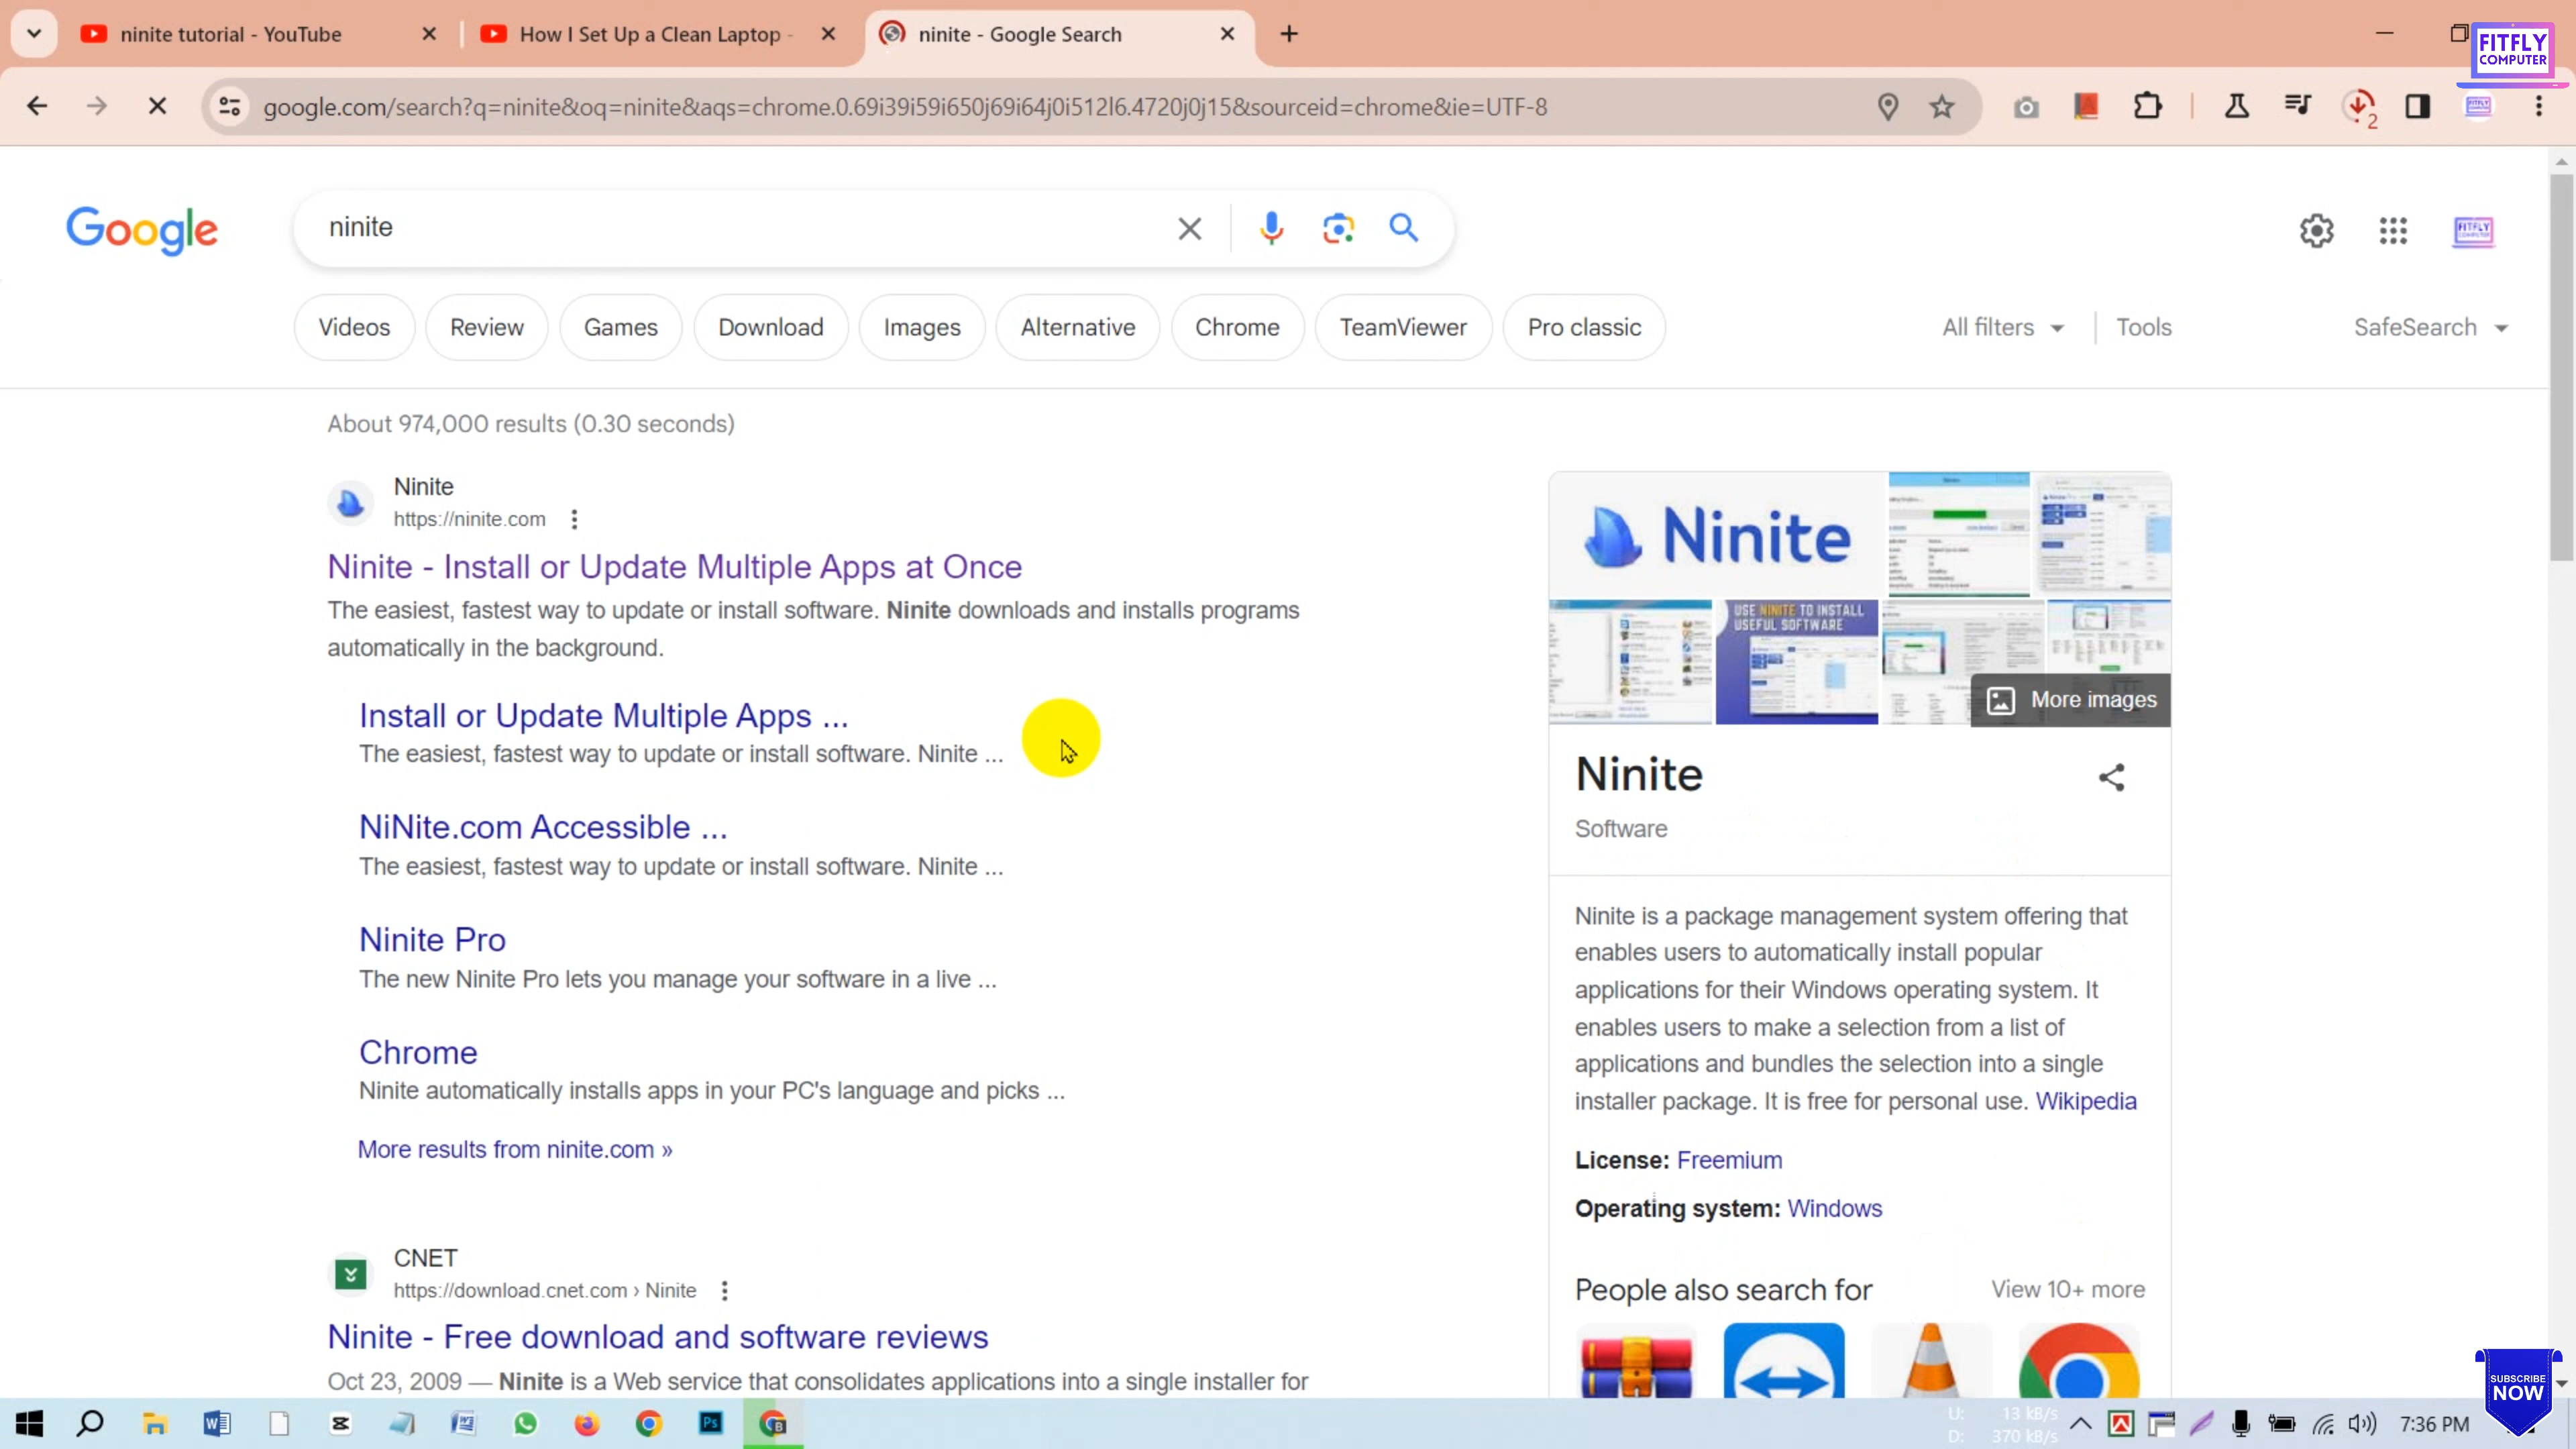 ninite tutorial - YouTube
How I Set Up a Clean Laptop -
ninite - Google Search
FITFLY
COMPUTER
google.com/search?q=ninite&oq=ninite&aqs=chrome.0.69i39i59i650j69i64j0i512l6.4720j0j15&sourceid=chrome&ie=UTF-8
2
Google
ninite
FITFLY
Videos
Review
Games
Download
Images
Alternative
Chrome
TeamViewer
Pro classic
All filters
Tools
SafeSearch
About 974,000 results (0.30 seconds)
Ninite
https://ninite.com
Ninite - Install or Update Multiple Apps at Once
The easiest, fastest way to update or install software. Ninite downloads and installs programs
automatically in the background.
Install or Update Multiple Apps ...
The easiest, fastest way to update or install software. Ninite ...
NiNite.com Accessible ...
The easiest, fastest way to update or install software. Ninite ...
Ninite Pro
The new Ninite Pro lets you manage your software in a live ...
Chrome
Ninite automatically installs apps in your PC's language and picks ...
More results from ninite.com »
CNET
https://download.cnet.com › Ninite
Ninite - Free download and software reviews
Oct 23, 2009 — Ninite is a Web service that consolidates applications into a single installer for
Ninite
USE NINITE TO INSTALL
USEFUL SOFTWARE
More images
Ninite
Software
Ninite is a package management system offering that
enables users to automatically install popular
applications for their Windows operating system. It
enables users to make a selection from a list of
applications and bundles the selection into a single
installer package. It is free for personal use. Wikipedia
License: Freemium
Operating system: Windows
People also search for
View 10+ more
SUBSCRIBE
NOW
Ps
B
U: 13 kB/s
D: 370 kB/s
7:36 PM